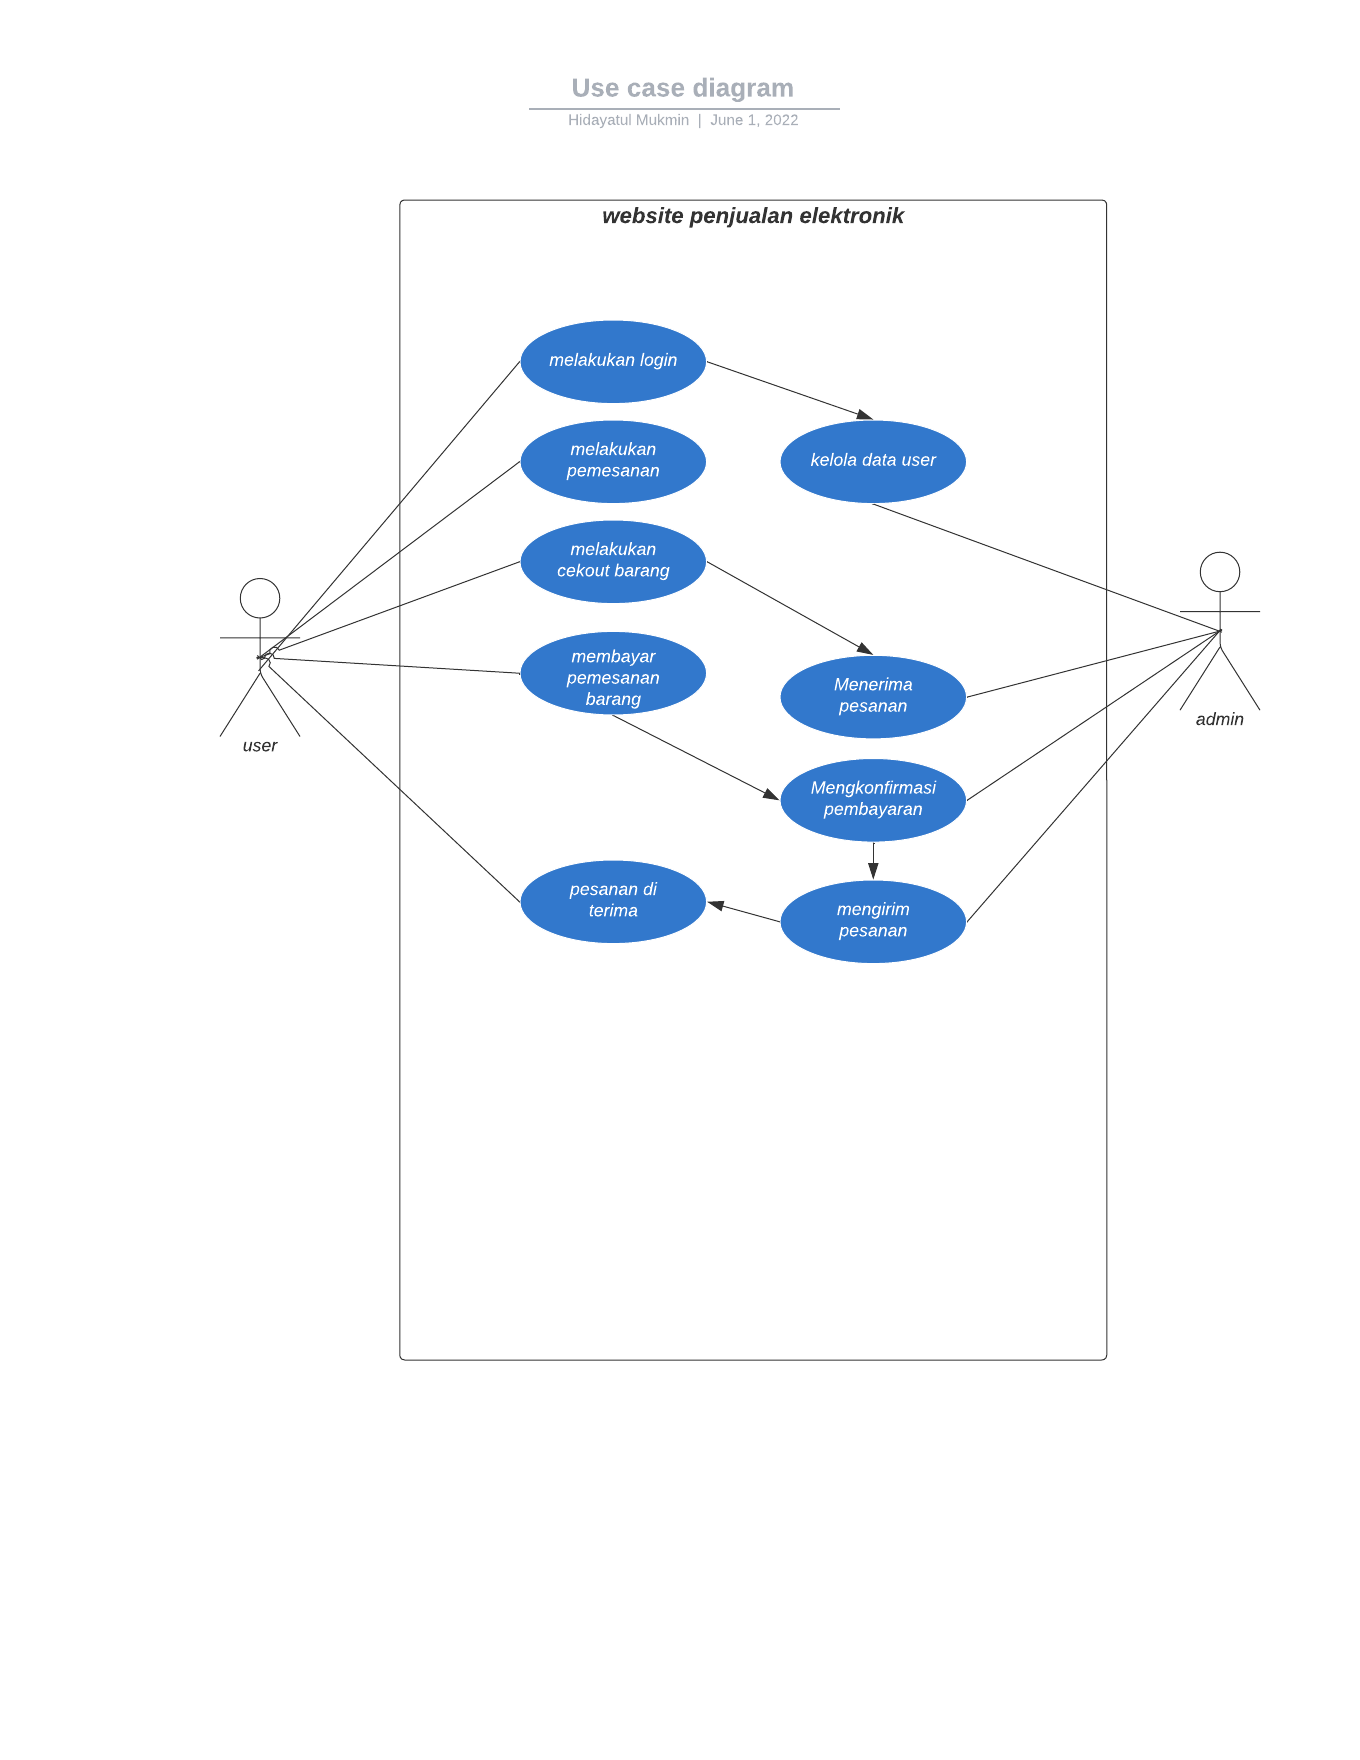 Use case diagram
Hidayatul Mukmin | June 1, 2022
website penjualan elektronik
melakukan login
melakukan
pemesanan
kelola data user
melakukan
cekout barang
membayar
pemesanan
barang
Menerima
pesanan
user
admin
Mengkonfirmasi
pembayaran
pesanan di
terima
mengirim
pesanan